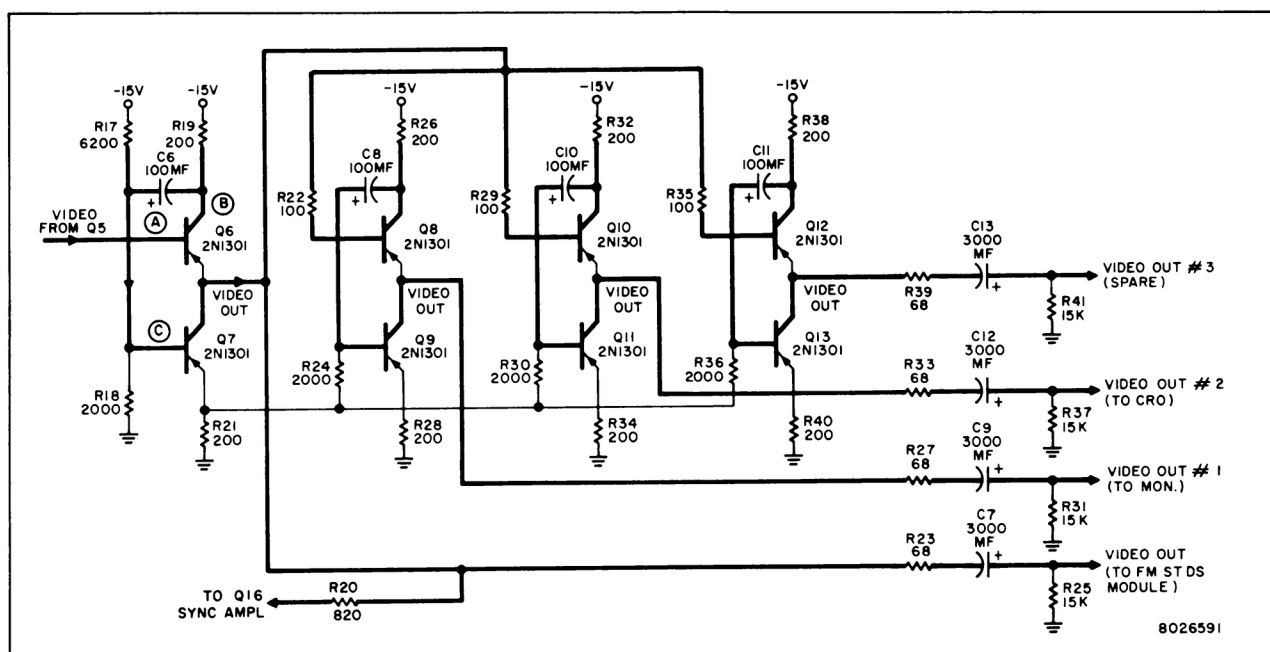 -15V
-15V
-15V
-15V
-15V
R17
6200
R19
200
R26
200
R32
200
R38
200
C6
100MF
+
C8
100MF
+
C10
100MF
+
C11
100MF
+
R22
100
R29
100
R35
100
A
B
VIDEO
FROM Q5
Q6
2N1301
Q8
2N1301
Q10
2N1301
Q12
2N1301
VIDEO
OUT
VIDEO
OUT
VIDEO
OUT
VIDEO
OUT
C
Q7
2N1301
Q9
2N1301
Q11
2N1301
Q13
2N1301
R18
2000
R24
2000
R30
2000
R36
2000
R21
200
R28
200
R34
200
R40
200
R39
68
C13
3000
MF
+
R41
15K
VIDEO OUT #3
(SPARE)
R33
68
C12
3000
MF
+
R37
15K
VIDEO OUT #2
(TO CRO)
R27
68
C9
3000
MF
+
R31
15K
VIDEO OUT #1
(TO MON.)
R23
68
C7
3000
MF
+
R25
15K
VIDEO OUT
(TO FM STDS
MODULE)
TO Q16
SYNC AMPL
R20
820
8026591